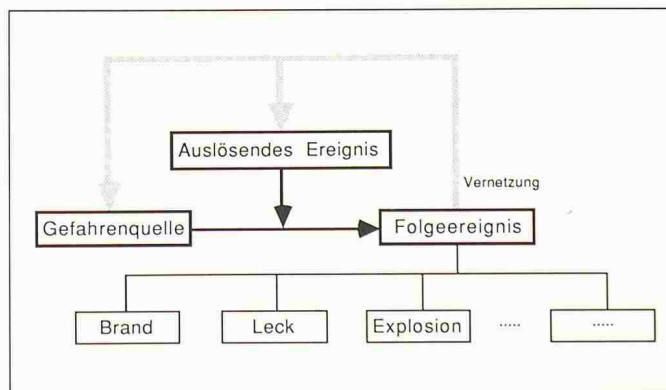 Auslösendes Ereignis
Vernetzung
Gefahrenquelle
Folgeereignis
Brand
Leck
Explosion
.....
.....